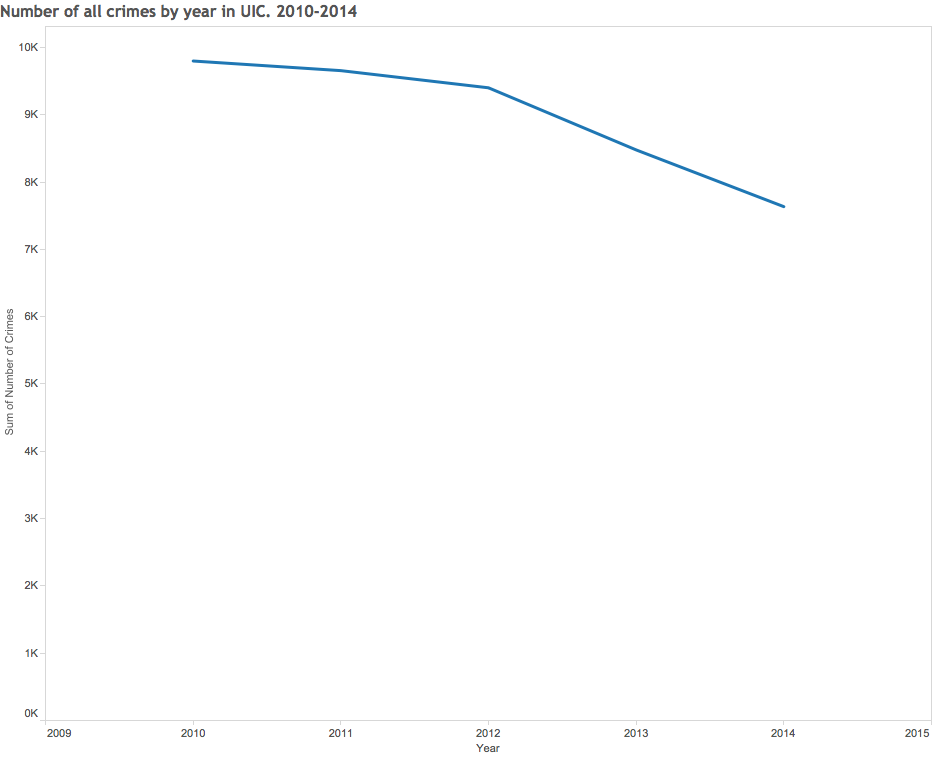 Number of all crimes by year in UIC. 2010-2014
10K
9K
8K
7K
6K
5K
4K
3K
2K
1K
0K
Sum of Number of Crimes
2009 2010 2011 2012 2013 2014 2015
Year